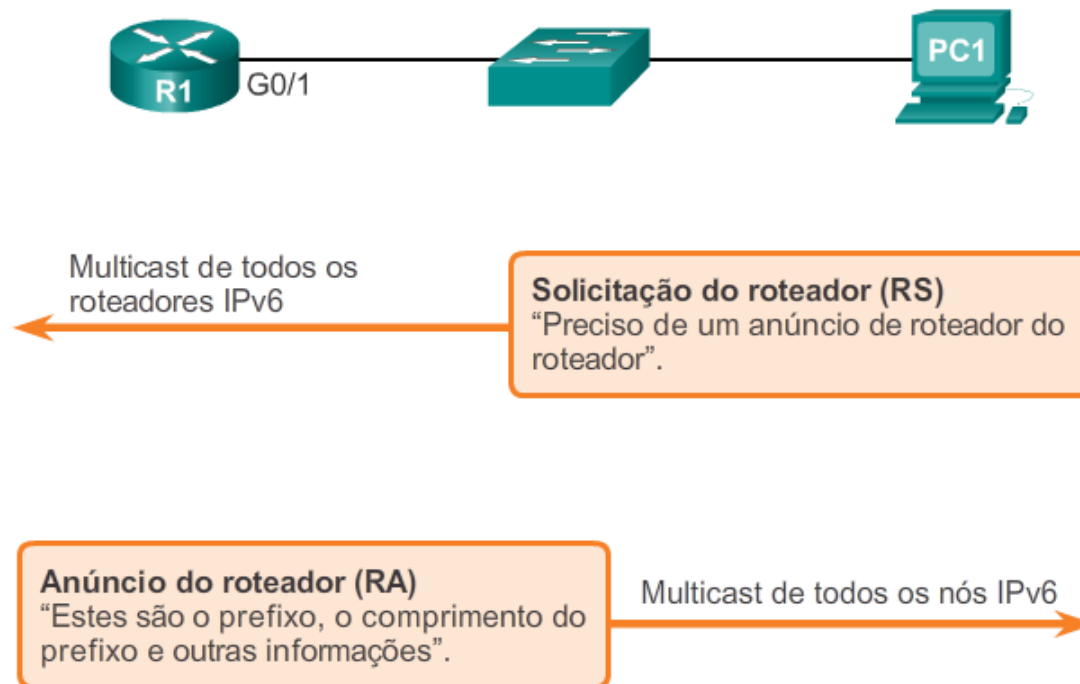 R1
G0/1
PC1
Multicast de todos os
roteadores IPv6
Solicitação do roteador (RS)
“Preciso de um anúncio de roteador do
roteador”.
Anúncio do roteador (RA)
“Estes são o prefixo, o comprimento do
prefixo e outras informações”.
Multicast de todos os nós IPv6